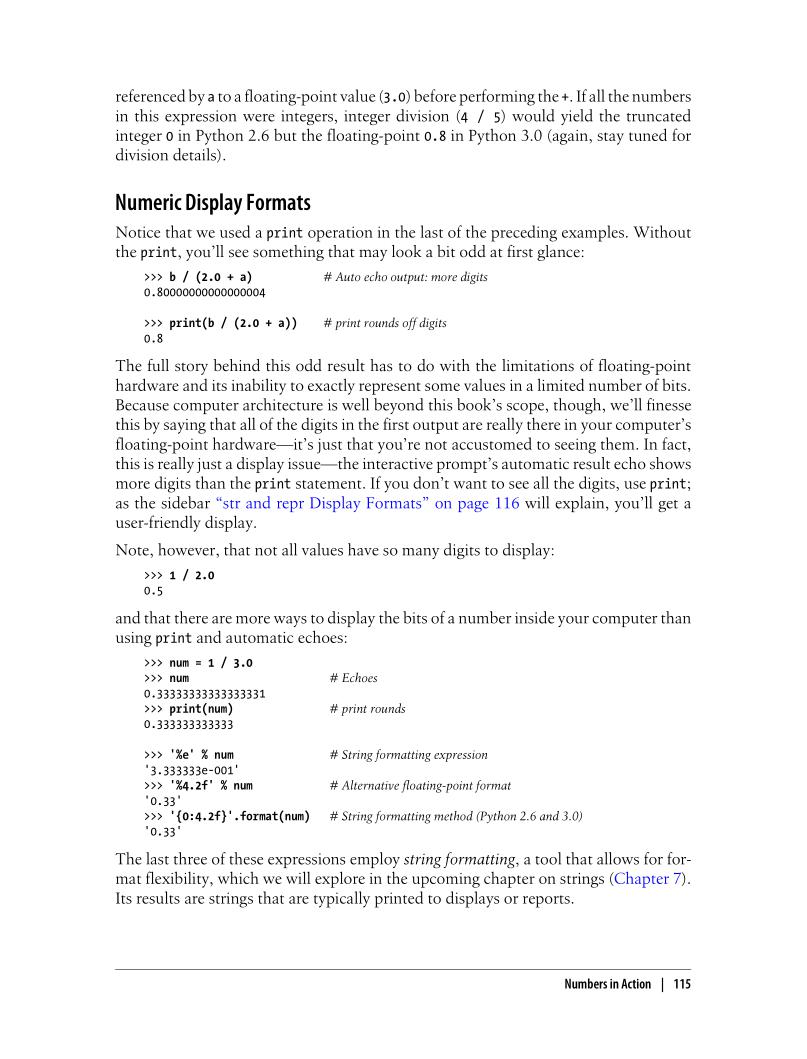 referenced by a to a floating-point value (3.0) before performing the +. If all the numbers
in this expression were integers, integer division (4 / 5) would yield the truncated
integer 0 in Python 2.6 but the floating-point 0.8 in Python 3.0 (again, stay tuned for
division details).
Numeric Display Formats
Notice that we used a print operation in the last of the preceding examples. Without
the print, you’ll see something that may look a bit odd at first glance:
>>> b / (2.0 + a) # Auto echo output: more digits
0.80000000000000004
>>> print(b / (2.0 + a)) # print rounds off digits
0.8
The full story behind this odd result has to do with the limitations of floating-point
hardware and its inability to exactly represent some values in a limited number of bits.
Because computer architecture is well beyond this book’s scope, though, we’ll finesse
this by saying that all of the digits in the first output are really there in your computer’s
floating-point hardware—it’s just that you’re not accustomed to seeing them. In fact,
this is really just a display issue—the interactive prompt’s automatic result echo shows
more digits than the print statement. If you don’t want to see all the digits, use print;
as the sidebar “str and repr Display Formats” on page 116 will explain, you’ll get a
user-friendly display.
Note, however, that not all values have so many digits to display:
>>> 1 / 2.0
0.5
and that there are more ways to display the bits of a number inside your computer than
using print and automatic echoes:
>>> num = 1 / 3.0
>>> num # Echoes
0.33333333333333331
>>> print(num) # print rounds
0.333333333333
>>> '%e' % num # String formatting expression
'3.333333e-001'
>>> '%4.2f' % num # Alternative floating-point format
'0.33'
>>> '{0:4.2f}'.format(num) # String formatting method (Python 2.6 and 3.0)
'0.33'
The last three of these expressions employ string formatting, a tool that allows for for-
mat flexibility, which we will explore in the upcoming chapter on strings (Chapter 7).
Its results are strings that are typically printed to displays or reports.
Numbers in Action | 115